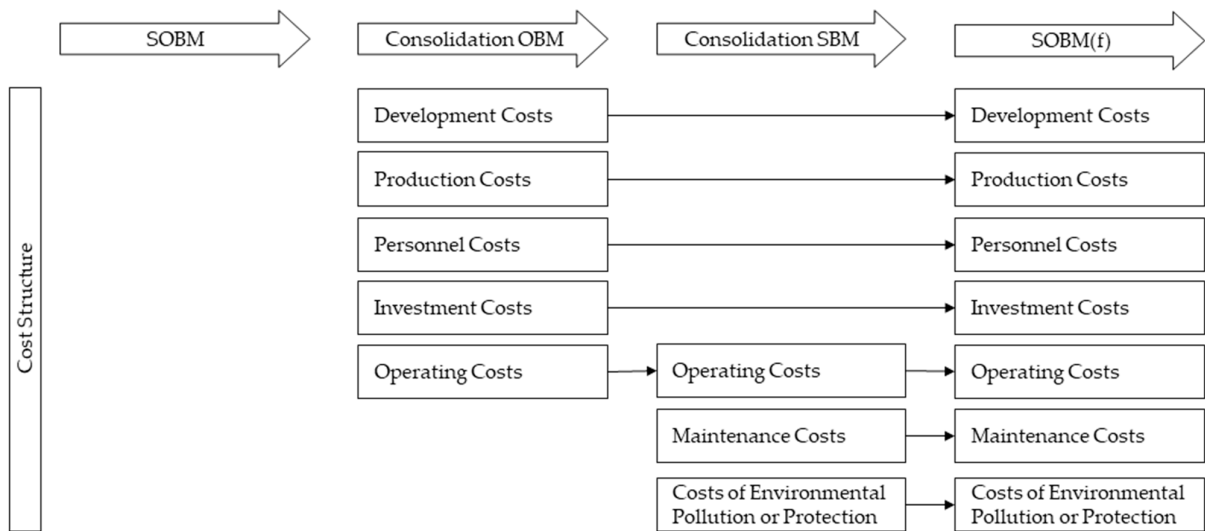 SOBM
Consolidation OBM
Consolidation SBM
SOBM(f)
Cost Structure
Development Costs
Development Costs
Production Costs
Production Costs
Personnel Costs
Personnel Costs
Investment Costs
Investment Costs
Operating Costs
Operating Costs
Operating Costs
Maintenance Costs
Maintenance Costs
Costs of Environmental
Pollution or Protection
Costs of Environmental
Pollution or Protection